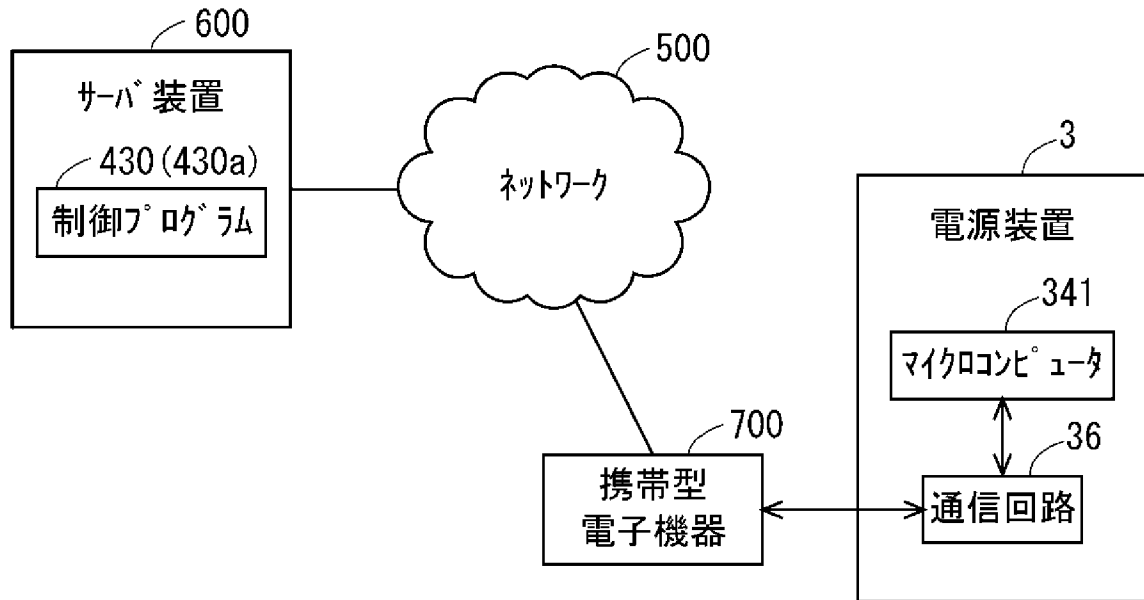 600
サーバ装置
430(430a)
制御プログラム
500
ネットワーク
3
電源装置
341
マイクロコンピュータ
36
通信回路
700
携帯型
電子機器